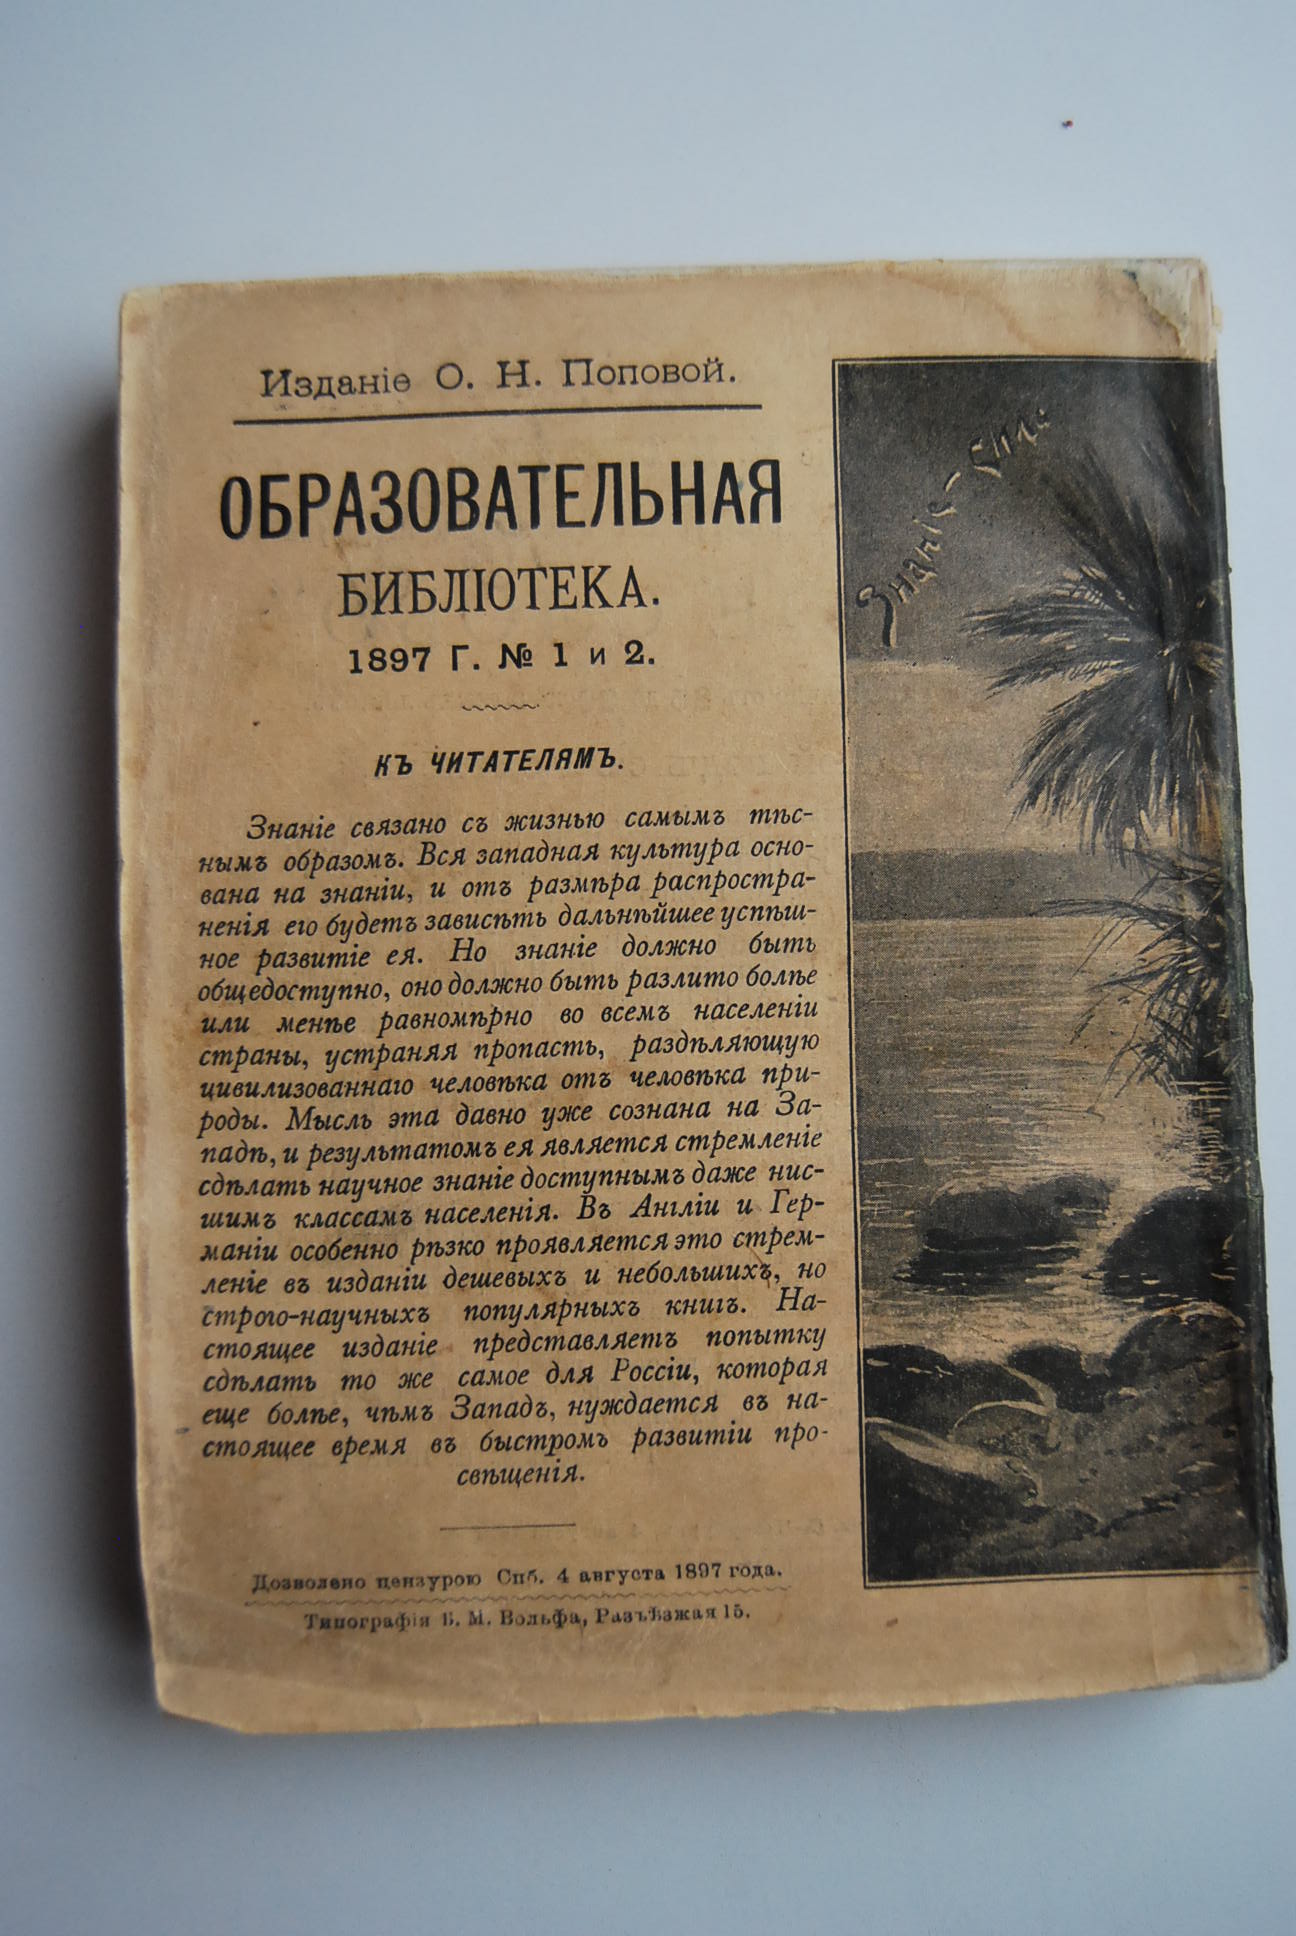 Изданіе О. Н. Поповой.
ОБРАЗОВАТЕЛЬНАЯ
БИБЛІОТЕКА.
1897 Г. № 1 и 2.
КЪ ЧИТАТЕЛЯМЪ.
Знаніе связано съ жизнью самымъ тѣс-
нымъ образомъ. Вся западная культура осно-
вана на знаніи, и отъ размѣра распростра-
ненія его будетъ зависѣть дальнѣйшее успѣш-
ное развитіе ея. Но знаніе должно быть
общедоступно, оно должно быть разлито болѣе
или менѣе равномѣрно во всемъ населеніи
страны, устраняя пропасть, раздѣляющую
цивилизованнаго человѣка отъ человѣка при-
роды. Мысль эта давно уже сознана на За-
падѣ, и результатомъ ея является стремленіе
сдѣлать научное знаніе доступнымъ даже нис-
шимъ классамъ населенія. Въ Англіи и Гер-
маніи особенно рѣзко проявляется это стрем-
леніе въ изданіи дешевыхъ и небольшихъ, но
строго-научныхъ популярныхъ книгъ. На-
стоящее изданіе представляетъ попытку
сдѣлать то же самое для Россіи, которая
еще болѣе, чѣмъ Западъ, нуждается въ на-
стоящее время въ быстромъ развитіи про-
свѣщенія.
Дозволено цензурою Спб. 4 августа 1897 года.
Типографія Б. М. Вольфа, Разъѣзжая 15.
Знаніе–Сила